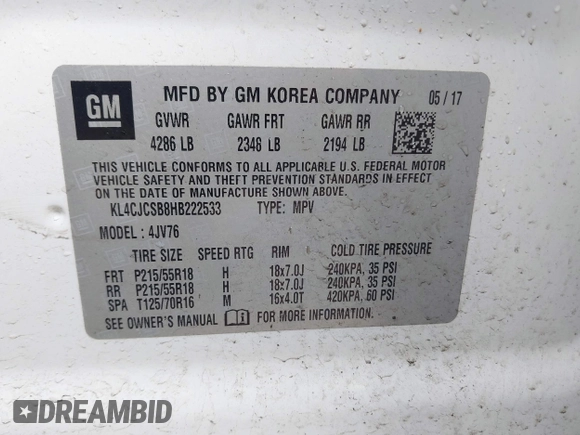 GM
MFD BY GM KOREA COMPANY 05 / 17
GVWR GAWR FRT GAWR RR
4286 LB 2348 LB 2194 LB
THIS VEHICLE CONFORMS TO ALL APPLICABLE U.S. FEDERAL MOTOR
VEHICLE SAFETY AND THEFT PREVENTION STANDARDS IN EFFECT ON
THE DATE OF MANUFACTURE SHOWN ABOVE.
KL4CJCSB8HB222533 TYPE: MPV
MODEL : 4JV76
TIRE SIZE SPEED RTG RIM COLD TIRE PRESSURE
FRT P215/55R18 H 18x7.0J 240KPA, 35 PSI
RR P215/55R18 H 18x7.0J 240KPA, 35 PSI
SPA T125/70R16 M 16x4.0T 420KPA, 60 PSI
SEE OWNER'S MANUAL FOR MORE INFORMATION.
DREAMBID